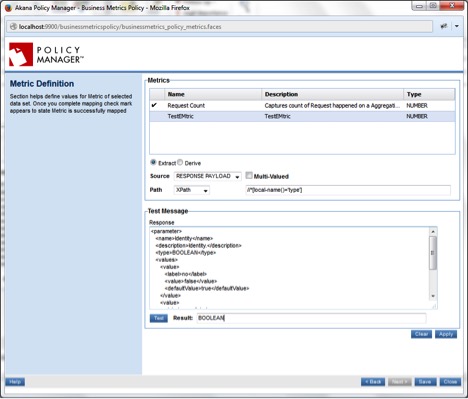 Akana Policy Manager - Business Metrics Policy - Mozilla Firefox
localhost:9900/businessmetricspolicy/businessmetrics_policy_metrics.faces
POLICY
MANAGER™
Metric Definition
Section helps define values for Metric of selected
data set. Once you complete mapping check mark
appears to state Metric is successfully mapped
Metrics
Name Description Type
✔ Request Count Captures count of Request happened on a Aggregati... NUMBER
TestEMtric TestEMtric NUMBER
Extract Derive
Source RESPONSE PAYLOAD Multi-Valued
Path XPath //*[local-name()='type']
Test Message
Response
<parameter>
<name>Identity</name>
<description>Identity.</description>
<type>BOOLEAN</type>
<values>
<value>
<label>no</label>
<value>false</value>
<defaultValue>true</defaultValue>
</value>
<value>
Test Result: BOOLEAN
Clear Apply
Help < Back Next > Save Close